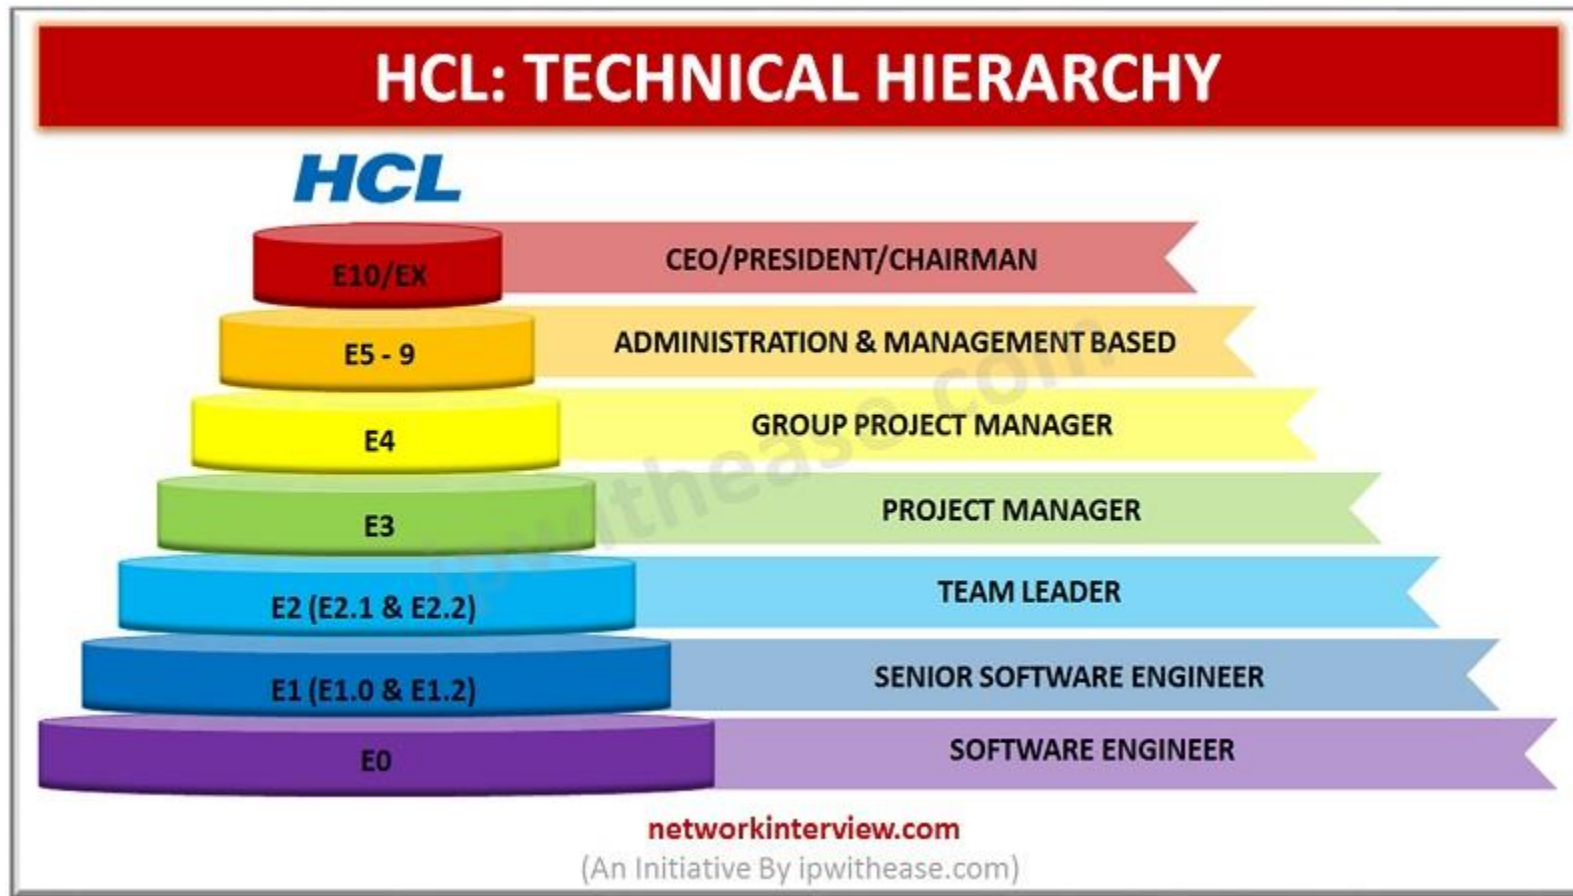 HCL: TECHNICAL HIERARCHY
HCL
E10/EX CEO/PRESIDENT/CHAIRMAN
E5 - 9 ADMINISTRATION & MANAGEMENT BASED
E4 GROUP PROJECT MANAGER
E3 PROJECT MANAGER
E2 (E2.1 & E2.2) TEAM LEADER
E1 (E1.0 & E1.2) SENIOR SOFTWARE ENGINEER
E0 SOFTWARE ENGINEER
ipwithease.com
networkinterview.com
(An Initiative By ipwithease.com)